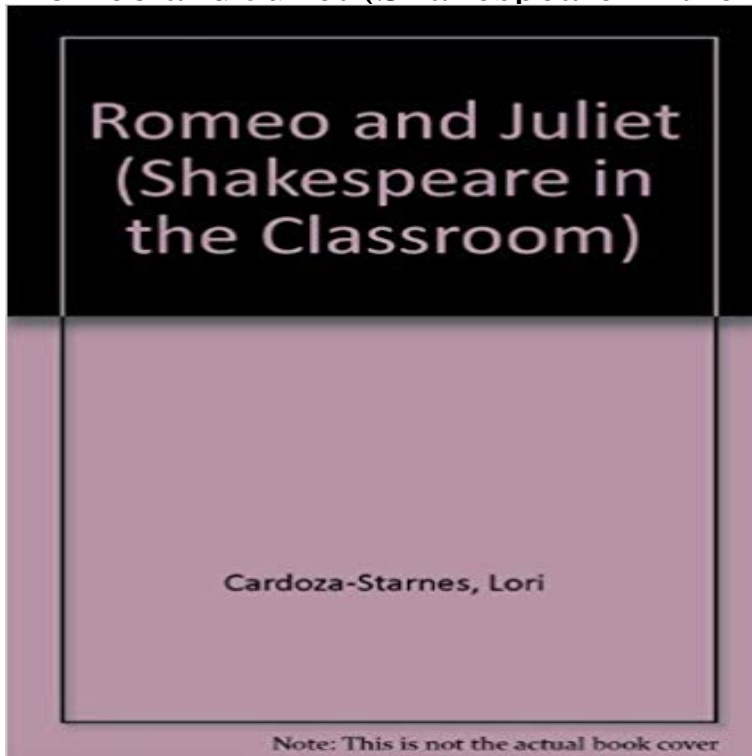 Romeo and Juliet
(Shakespeare in
the Classroom)
Cardoza-Starnes, Lori
Note: This is not the actual book cover